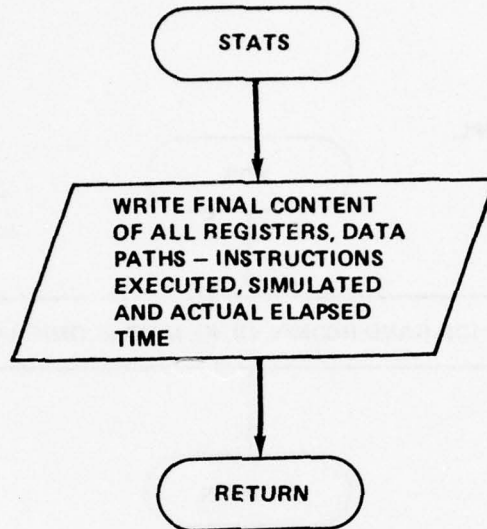 STATS
WRITE FINAL CONTENT
OF ALL REGISTERS, DATA
PATHS – INSTRUCTIONS
EXECUTED, SIMULATED
AND ACTUAL ELAPSED
TIME
RETURN